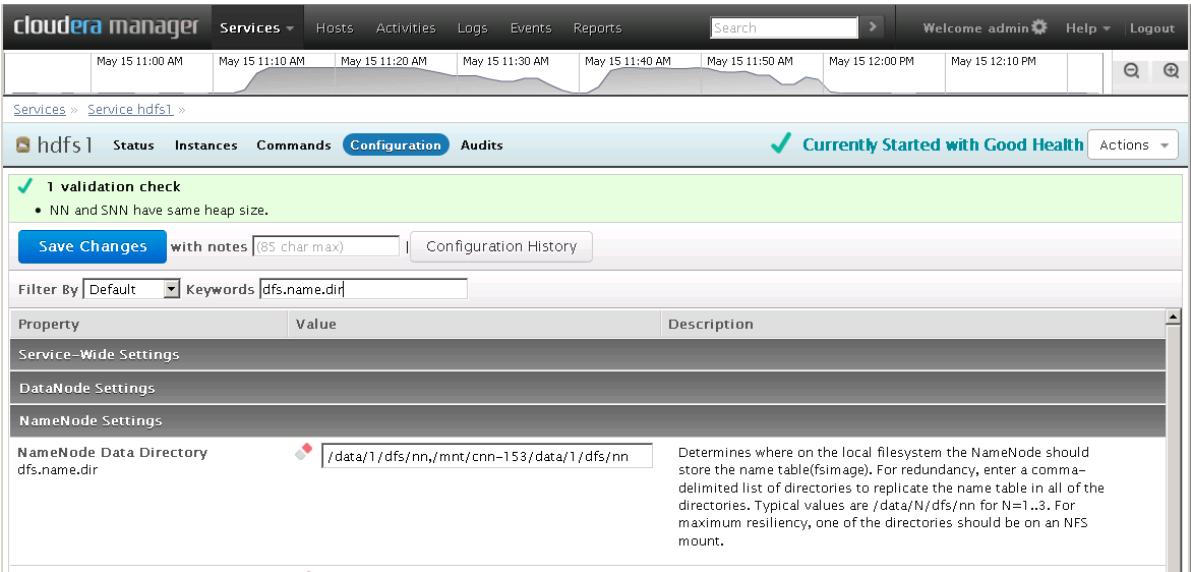 cloudera manager Services Hosts Activities Logs Events Reports Search > Welcome admin Help Logout
May 15 11:00 AM May 15 11:10 AM May 15 11:20 AM May 15 11:30 AM May 15 11:40 AM May 15 11:50 AM May 15 12:00 PM May 15 12:10 PM
Services » Service hdfs1 »
hdfs1 Status Instances Commands Configuration Audits Currently Started with Good Health Actions
1 validation check
• NN and SNN have same heap size.
Save Changes with notes (85 char max) | Configuration History
Filter By Default Keywords dfs.name.dir
Property Value Description
Service-Wide Settings
DataNode Settings
NameNode Settings
NameNode Data Directory /data/1/dfs/nn,/mnt/cnn-153/data/1/dfs/nn Determines where on the local filesystem the NameNode should
dfs.name.dir store the name table(fsimage). For redundancy, enter a comma-
delimited list of directories to replicate the name table in all of the
directories. Typical values are /data/N/dfs/nn for N=1..3. For
maximum resiliency, one of the directories should be on an NFS
mount.